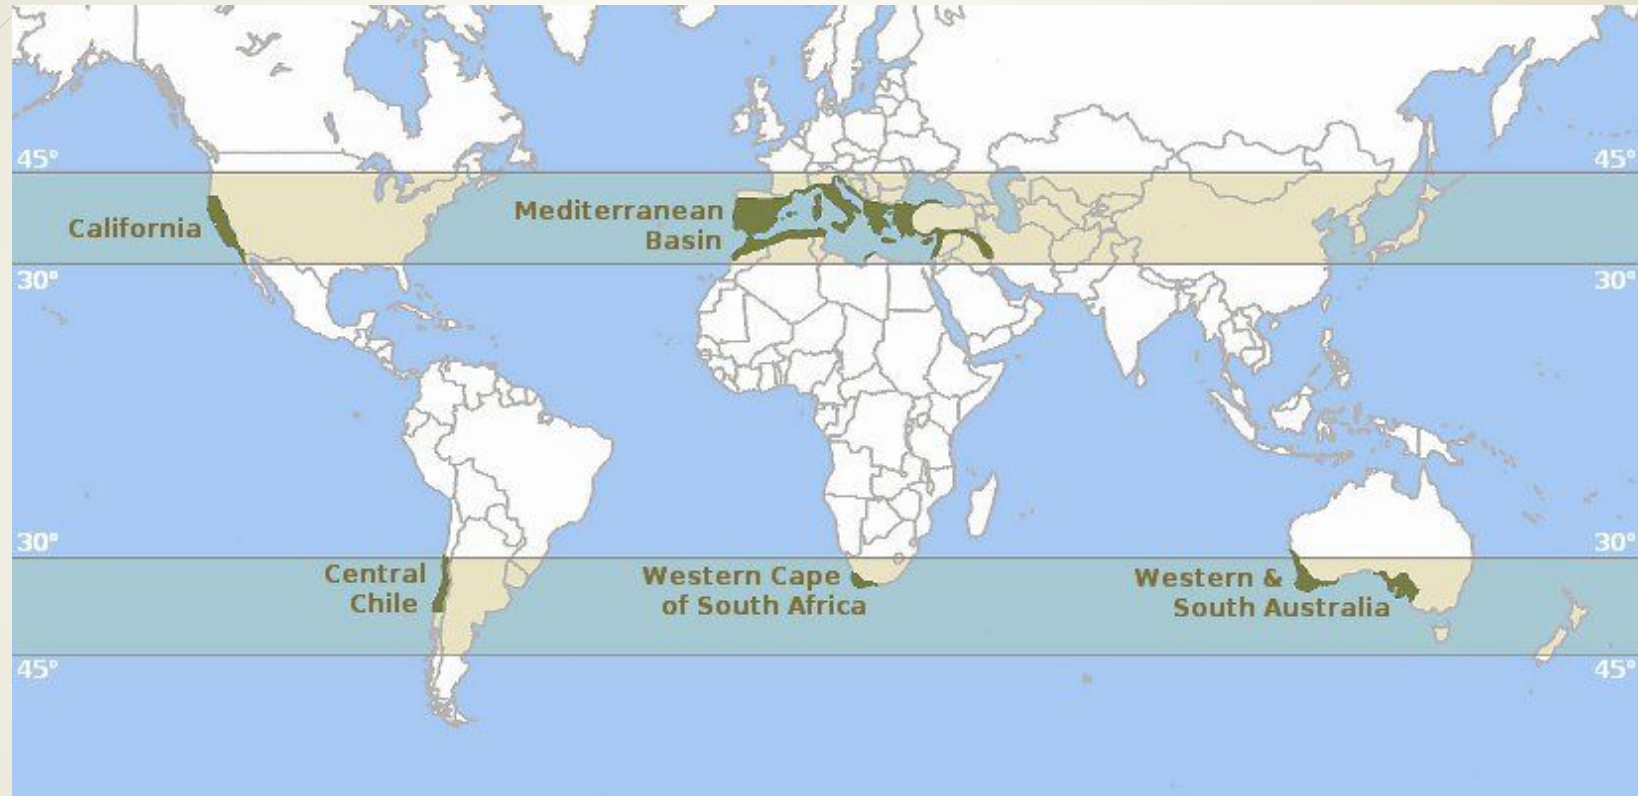 45°
45°
California
Mediterranean
Basin
30°
30°
30°
30°
Central
Chile
Western Cape
of South Africa
Western &
South Australia
45°
45°